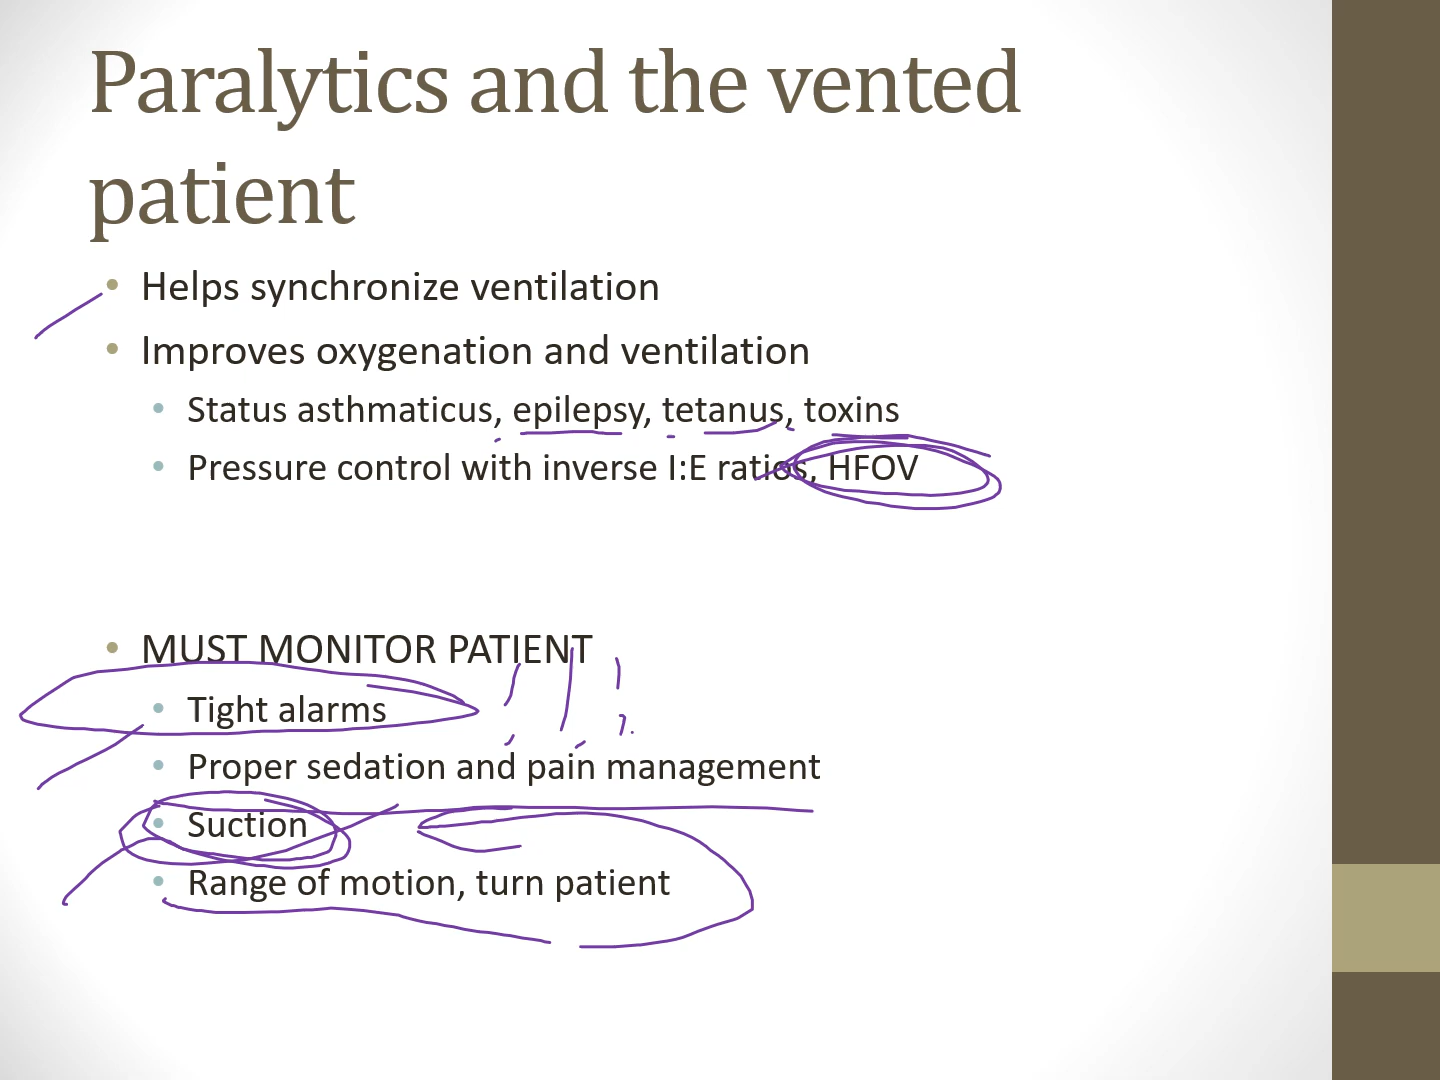 Paralytics and the vented
patient
• Helps synchronize ventilation
• Improves oxygenation and ventilation
• Status asthmaticus, epilepsy, tetanus, toxins
• Pressure control with inverse I:E ratios, HFOV
• MUST MONITOR PATIENT
• Tight alarms
• Proper sedation and pain management
• Suction
• Range of motion, turn patient